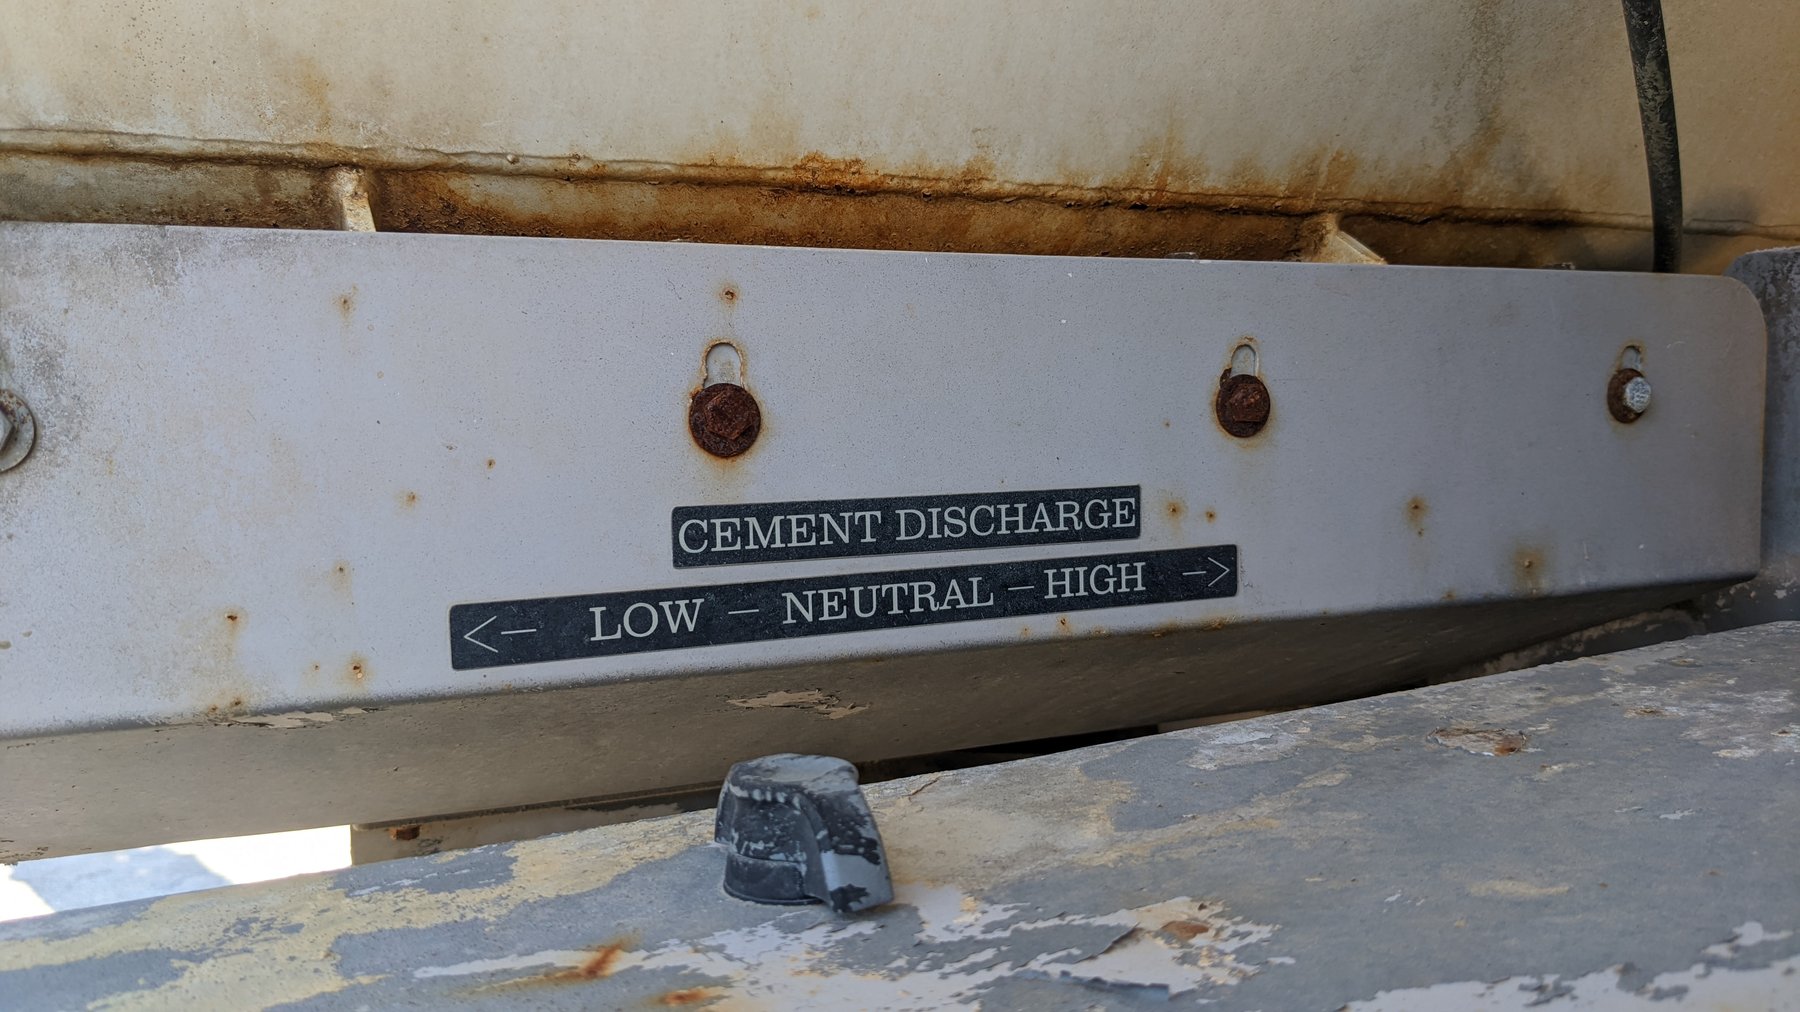 CEMENT DISCHARGE
<— LOW — NEUTRAL — HIGH —>